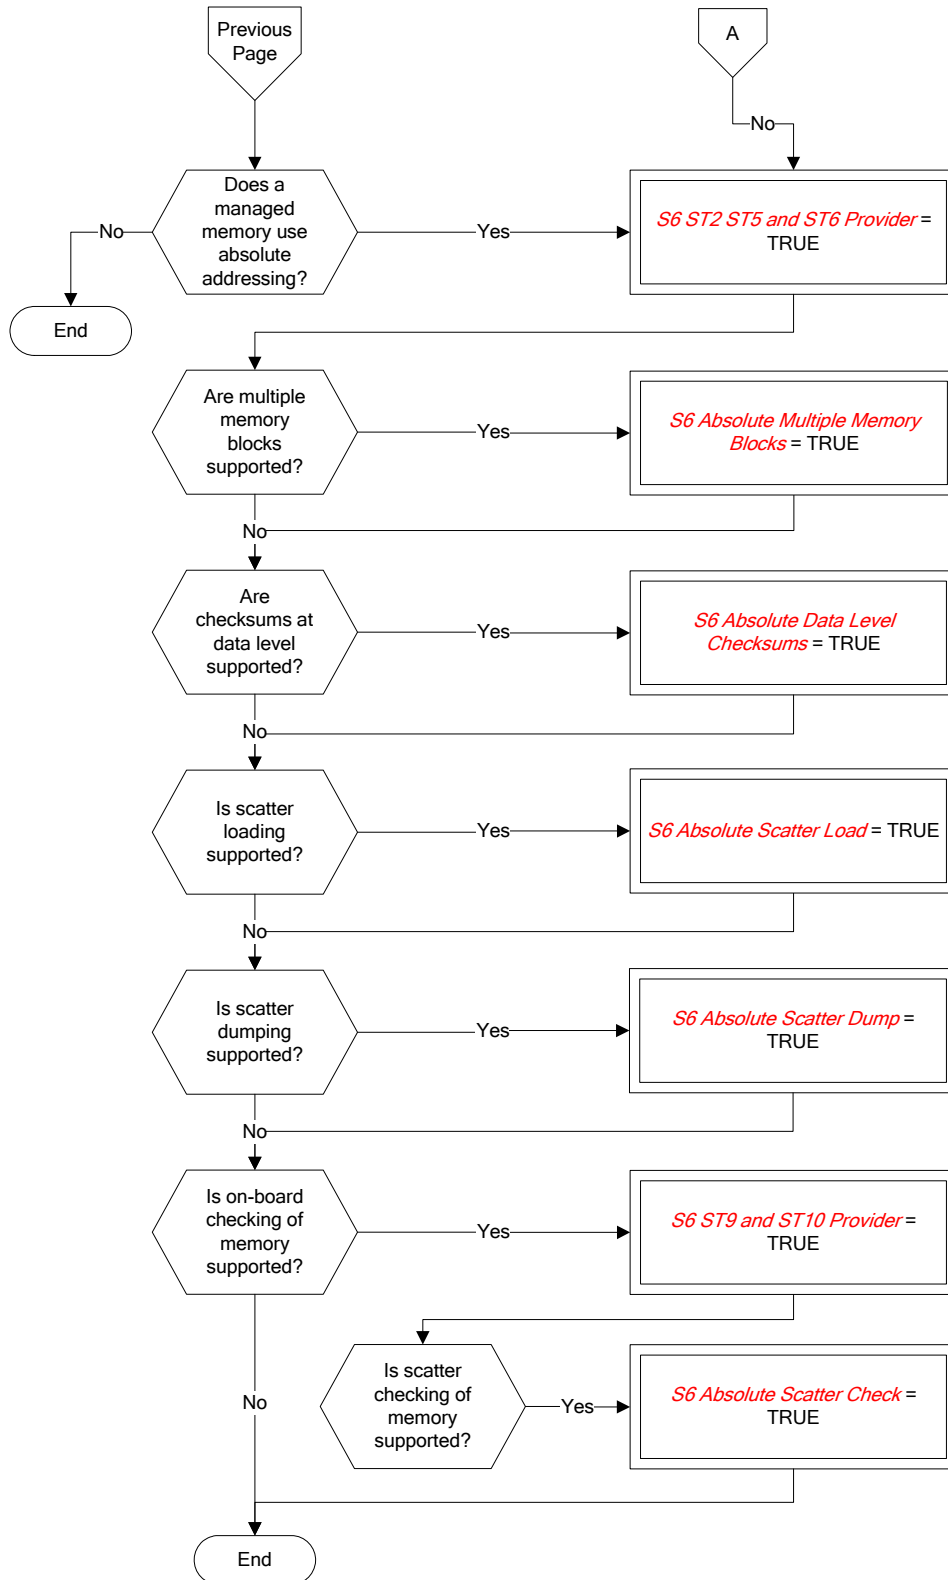 Previous
Page
A
No
Does a
managed
memory use
absolute
addressing?
No
Yes
S6 ST2 ST5 and ST6 Provider =
TRUE
End
Are multiple
memory
blocks
supported?
Yes
S6 Absolute Multiple Memory
Blocks = TRUE
No
Are
checksums at
data level
supported?
Yes
S6 Absolute Data Level
Checksums = TRUE
No
Is scatter
loading
supported?
Yes
S6 Absolute Scatter Load = TRUE
No
Is scatter
dumping
supported?
Yes
S6 Absolute Scatter Dump =
TRUE
No
Is on-board
checking of
memory
supported?
Yes
S6 ST9 and ST10 Provider =
TRUE
No
Is scatter
checking of
memory
supported?
Yes
S6 Absolute Scatter Check =
TRUE
End